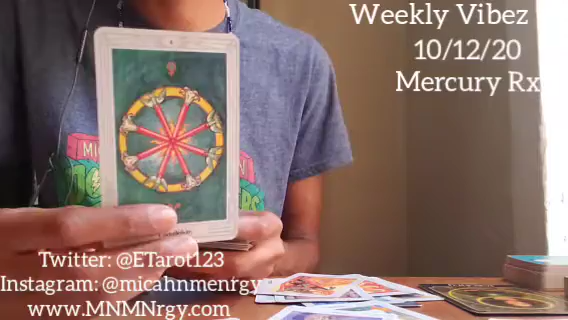 Weekly Vibez
10/12/20
Mercury Rx
Twitter: @ETarot123
Instagram: @micahnmenrgy
www.MNMNrgy.com